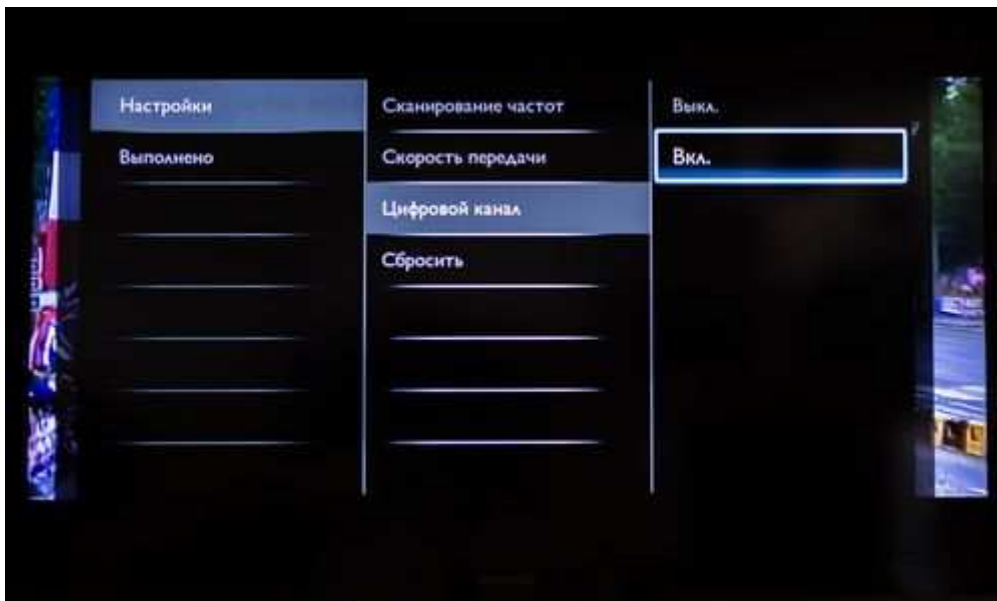 Настройки
Выполнено
Сканирование частот
Скорость передачи
Цифровой канал
Сбросить
Выкл.
Вкл.